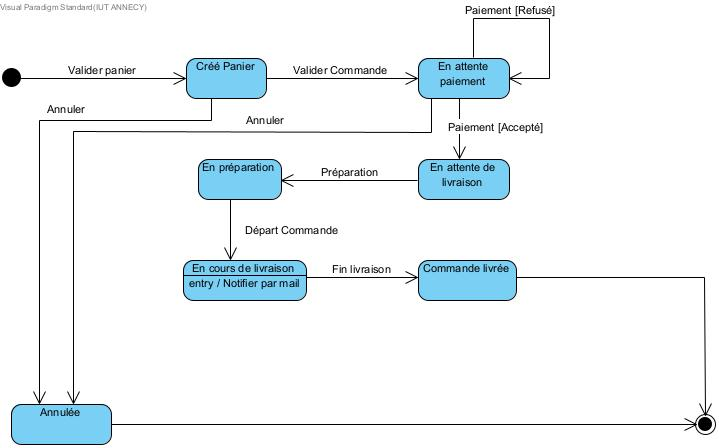 Visual Paradigm Standard(IUT ANNECY)
Paiement [Refusé]
Valider panier
Créé Panier
Valider Commande
En attente
paiement
Annuler
Annuler
Paiement [Accepté]
En préparation
Préparation
En attente de
livraison
Départ Commande
En cours de livraison
entry / Notifier par mail
Fin livraison
Commande livrée
Annulée